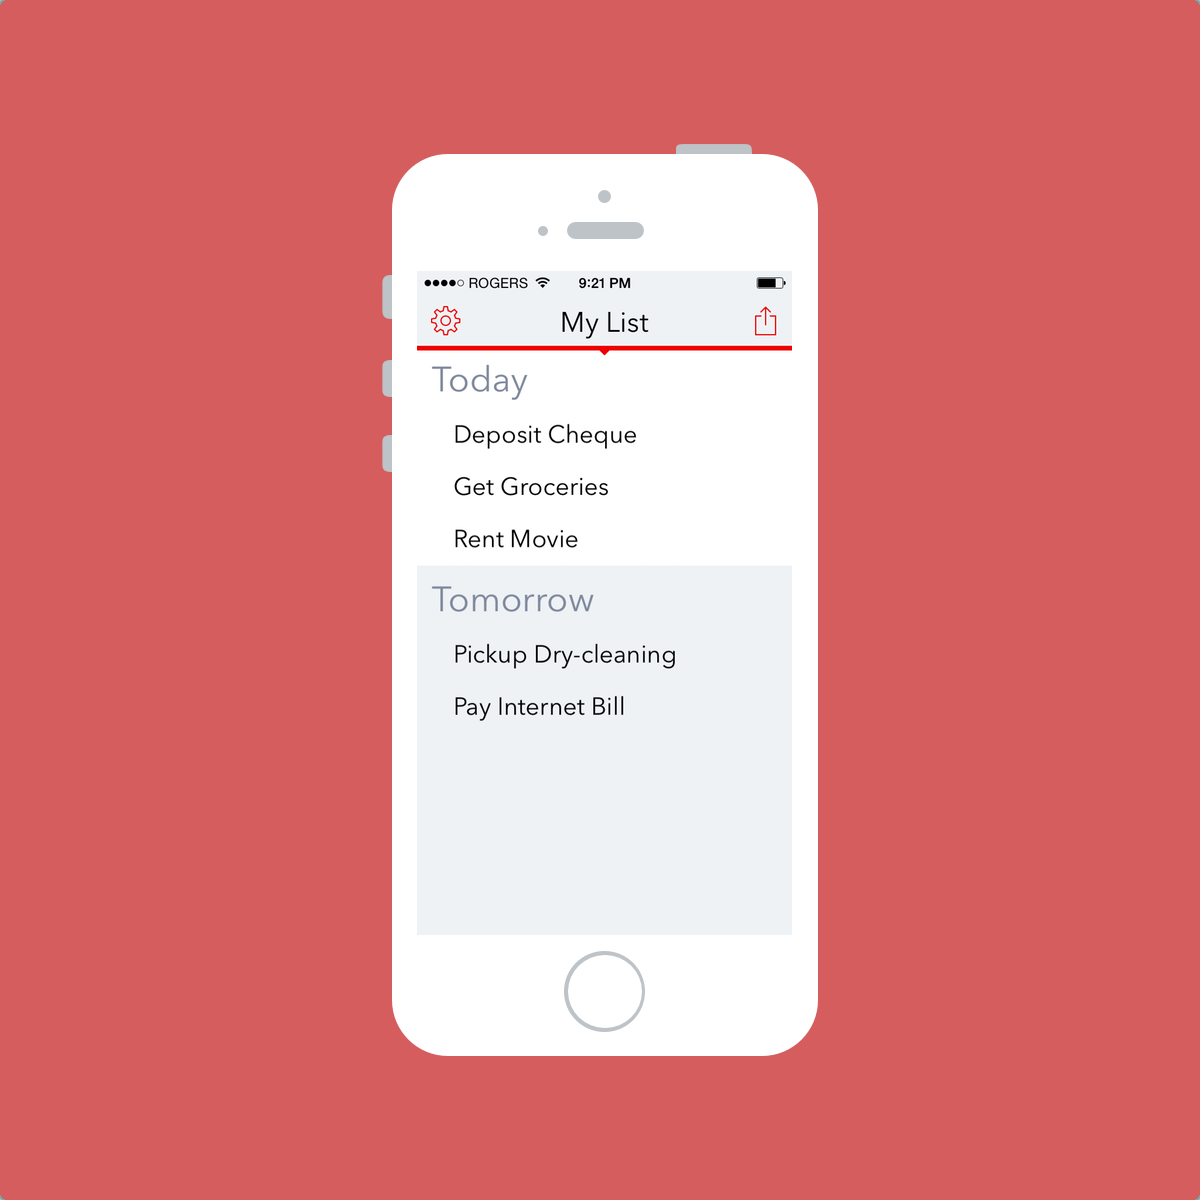 ROGERS 9:21 PM
My List
Today
Deposit Cheque
Get Groceries
Rent Movie
Tomorrow
Pickup Dry-cleaning
Pay Internet Bill